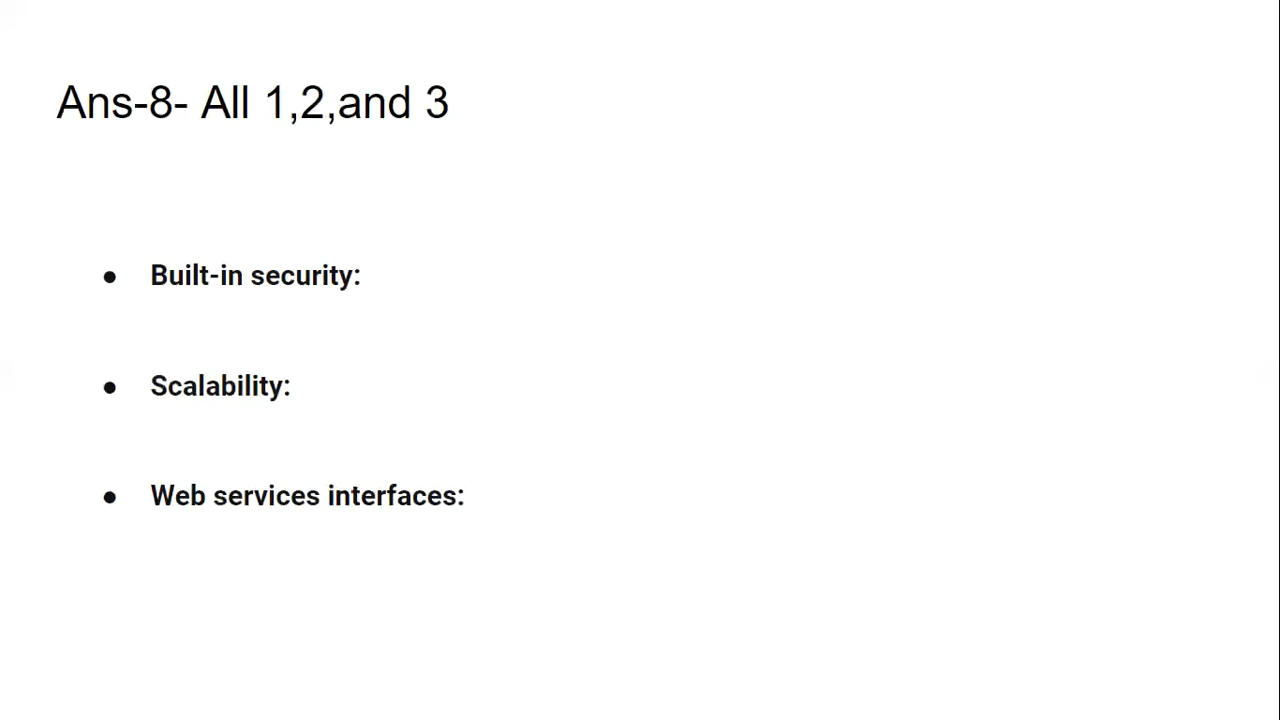 Ans-8- All 1,2,and 3
● Built-in security:
● Scalability:
● Web services interfaces: